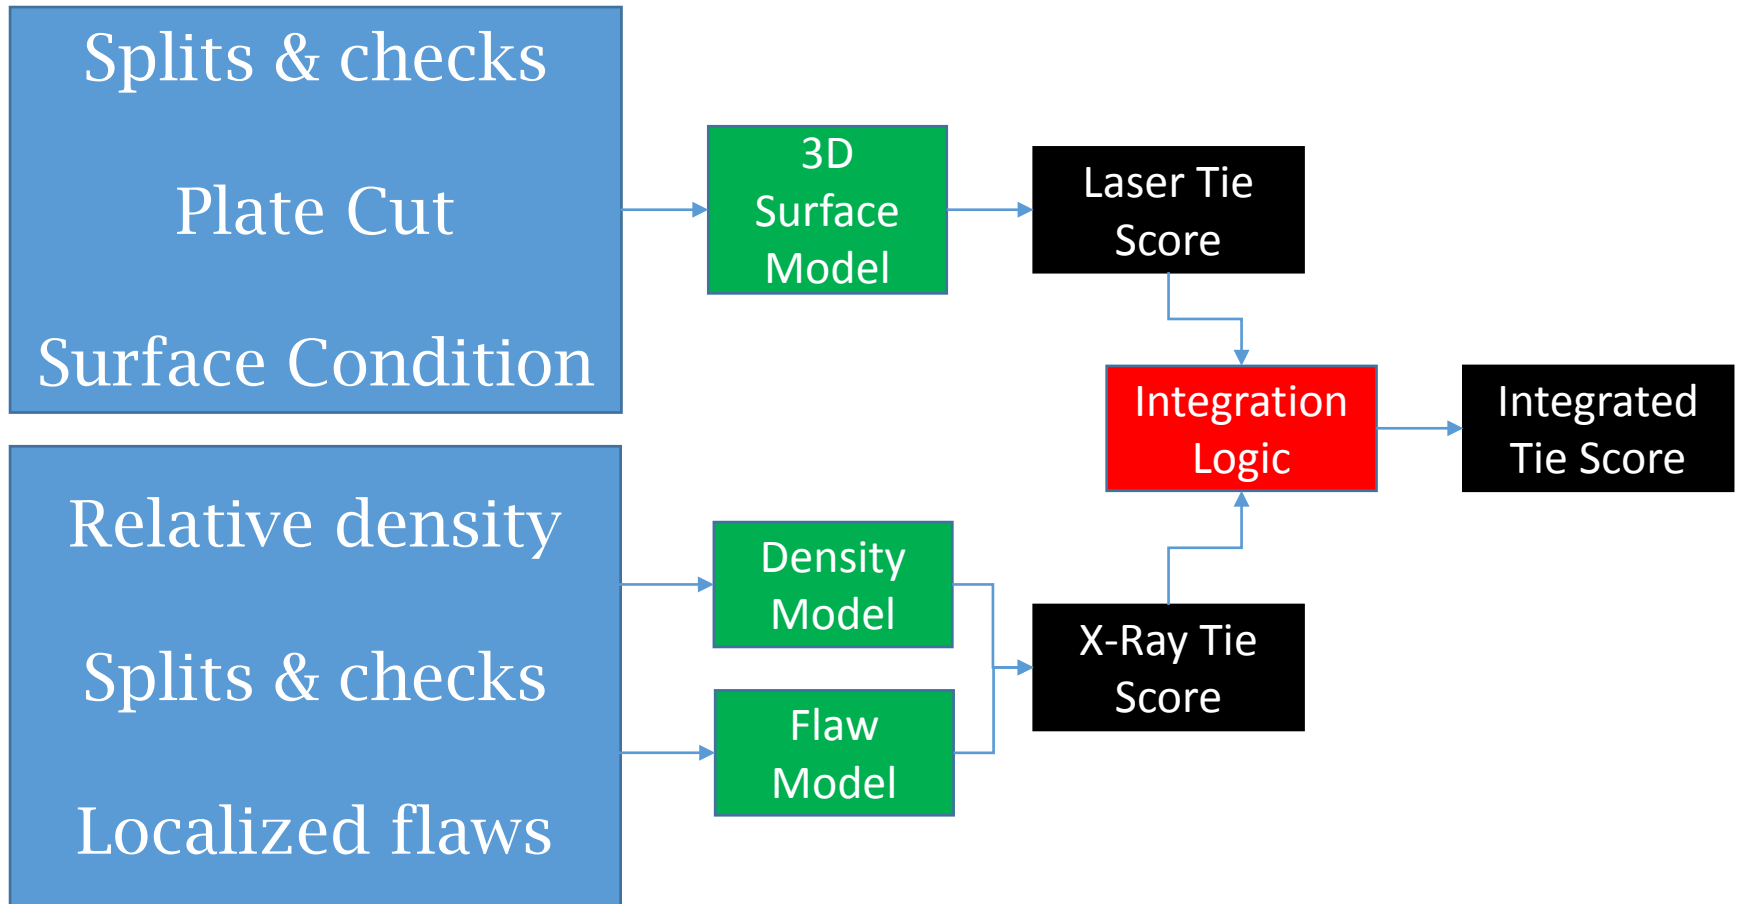 Splits & checks
Plate Cut
Surface Condition
3D
Surface
Model
Laser Tie
Score
Integration
Logic
Integrated
Tie Score
Relative density
Splits & checks
Localized flaws
Density
Model
Flaw
Model
X-Ray Tie
Score